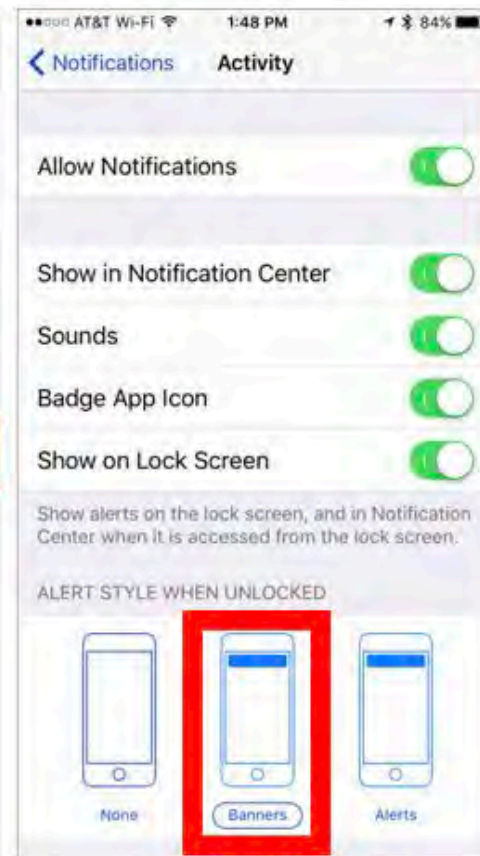 AT&T Wi-Fi 1:48 PM 84%
Notifications Activity
Allow Notifications
Show in Notification Center
Sounds
Badge App Icon
Show on Lock Screen
Show alerts on the lock screen, and in Notification
Center when it is accessed from the lock screen.
ALERT STYLE WHEN UNLOCKED
None Banners Alerts